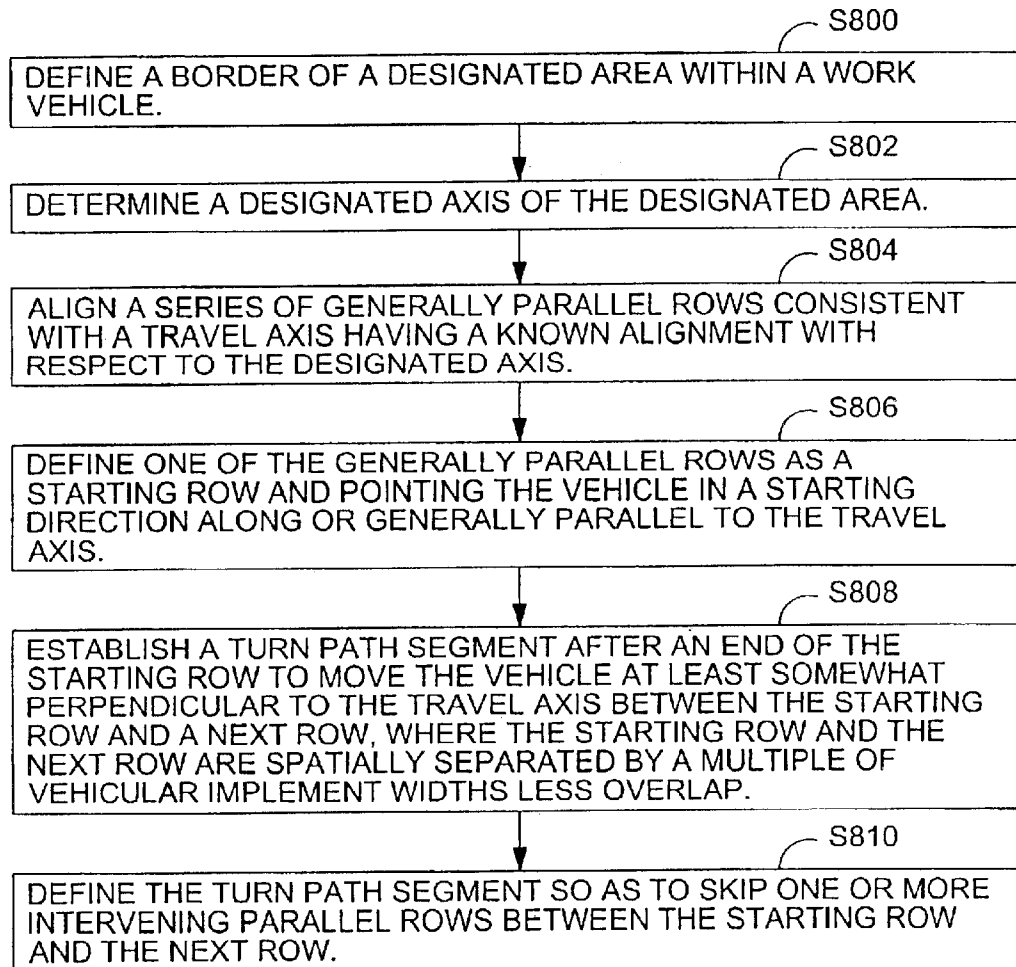 S800
DEFINE A BORDER OF A DESIGNATED AREA WITHIN A WORK
VEHICLE.
S802
DETERMINE A DESIGNATED AXIS OF THE DESIGNATED AREA.
S804
ALIGN A SERIES OF GENERALLY PARALLEL ROWS CONSISTENT
WITH A TRAVEL AXIS HAVING A KNOWN ALIGNMENT WITH
RESPECT TO THE DESIGNATED AXIS.
S806
DEFINE ONE OF THE GENERALLY PARALLEL ROWS AS A
STARTING ROW AND POINTING THE VEHICLE IN A STARTING
DIRECTION ALONG OR GENERALLY PARALLEL TO THE TRAVEL
AXIS.
S808
ESTABLISH A TURN PATH SEGMENT AFTER AN END OF THE
STARTING ROW TO MOVE THE VEHICLE AT LEAST SOMEWHAT
PERPENDICULAR TO THE TRAVEL AXIS BETWEEN THE STARTING
ROW AND A NEXT ROW, WHERE THE STARTING ROW AND THE
NEXT ROW ARE SPATIALLY SEPARATED BY A MULTIPLE OF
VEHICULAR IMPLEMENT WIDTHS LESS OVERLAP.
S810
DEFINE THE TURN PATH SEGMENT SO AS TO SKIP ONE OR MORE
INTERVENING PARALLEL ROWS BETWEEN THE STARTING ROW
AND THE NEXT ROW.